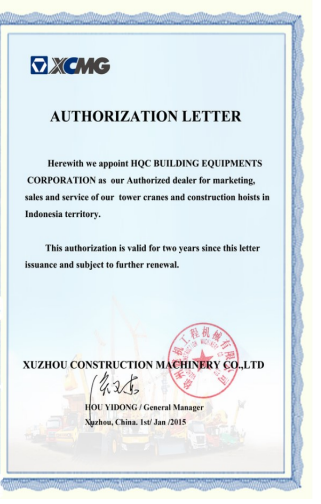 XCMG
AUTHORIZATION LETTER
Herewith we appoint HQC BUILDING EQUIPMENTS
CORPORATION as our Authorized dealer for marketing,
sales and service of our tower cranes and construction hoists in
Indonesia territory.
This authorization is valid for two years since this letter
issuance and subject to further renewal.
XUZHOU CONSTRUCTION MACHINERY CO.,LTD
HOU YIDONG / General Manager
Xuzhou, China. 1st/ Jan /2015